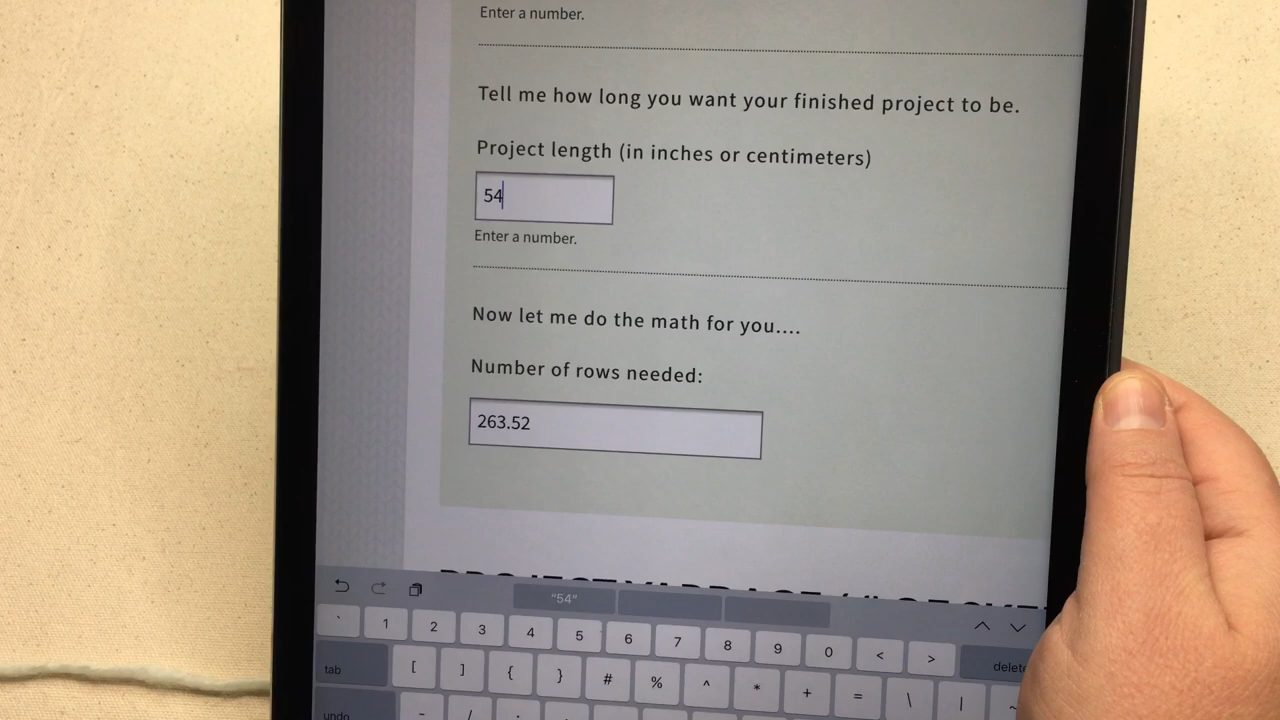 Enter a number.
Tell me how long you want your finished project to be.
Project length (in inches or centimeters)
54
Enter a number.
Now let me do the math for you....
Number of rows needed:
263.52
"54"
` 1 2 3 4 5 6 7 8 9 0 < > delete
tab [ ] { } # % ^ * + = \ |
undo